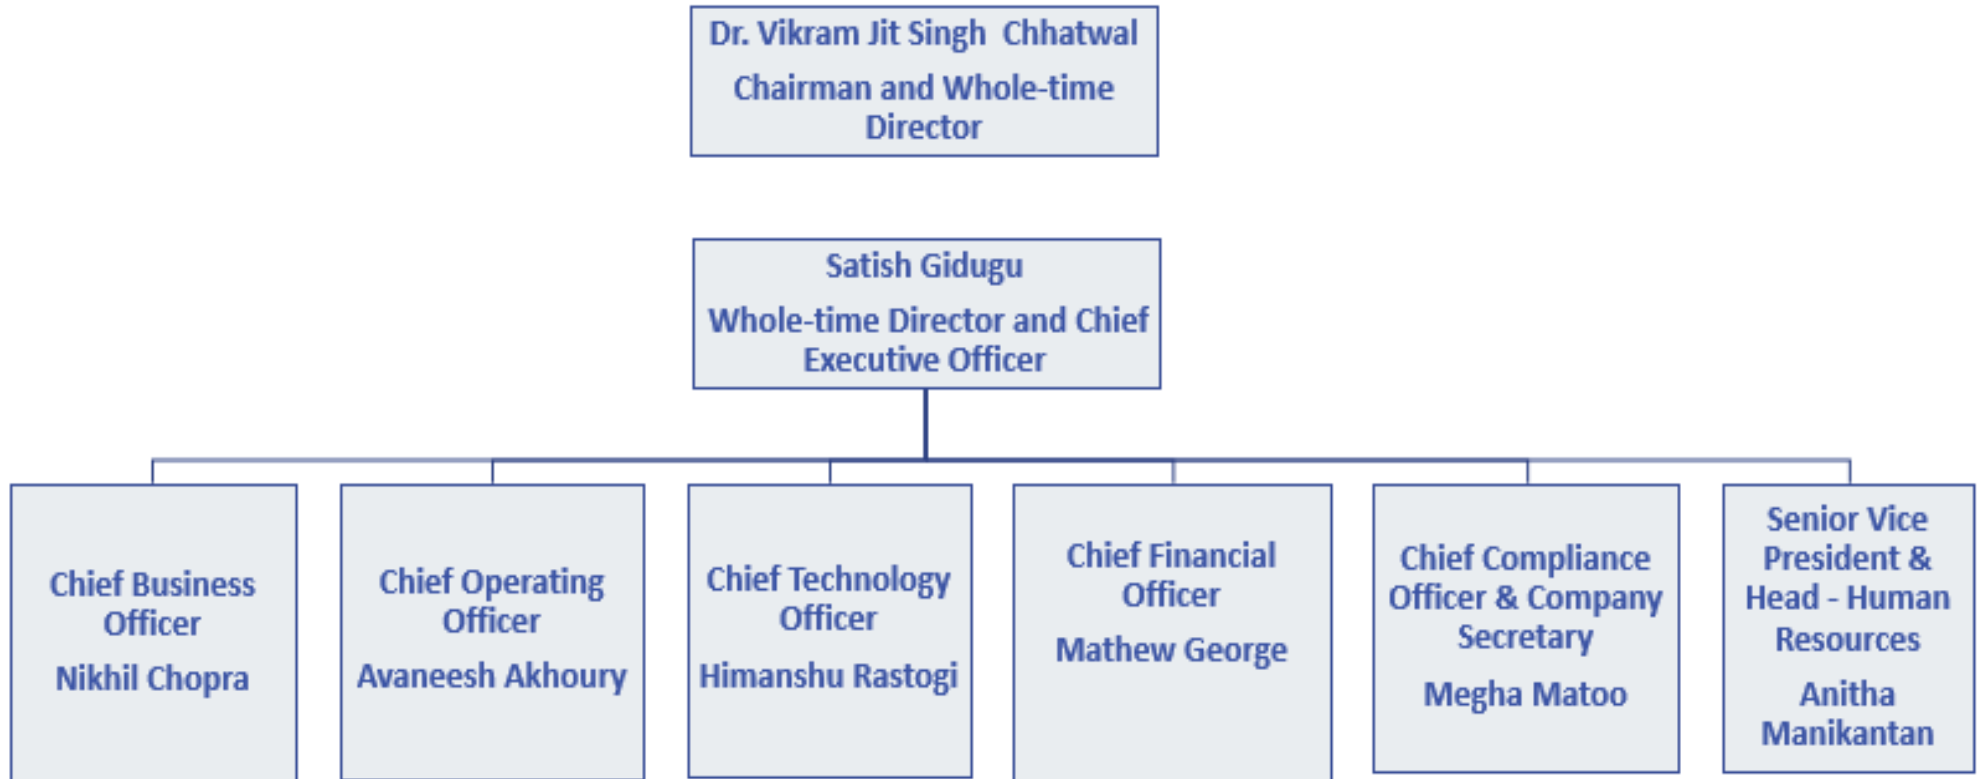 Dr. Vikram Jit Singh Chhatwal
Chairman and Whole-time
Director
Satish Gidugu
Whole-time Director and Chief
Executive Officer
Chief Business
Officer
Nikhil Chopra
Chief Operating
Officer
Avaneesh Akhoury
Chief Technology
Officer
Himanshu Rastogi
Chief Financial
Officer
Mathew George
Chief Compliance
Officer & Company
Secretary
Megha Matoo
Senior Vice
President &
Head - Human
Resources
Anitha
Manikantan